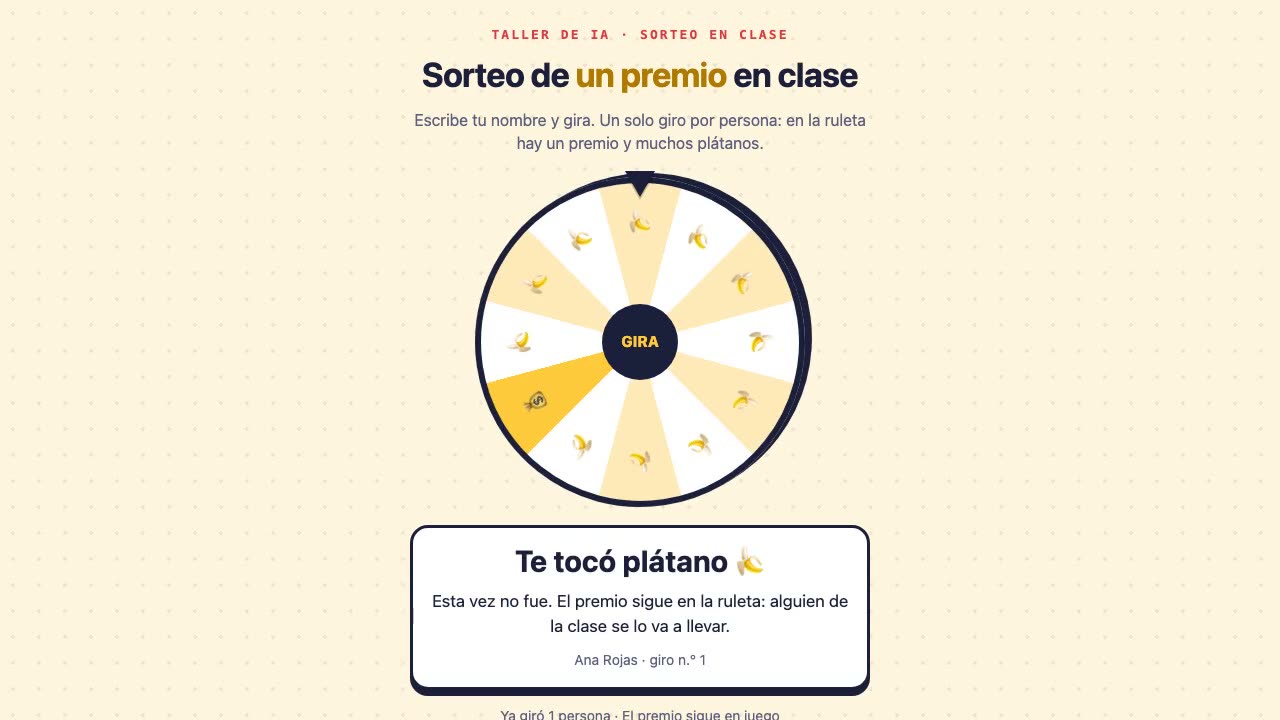 TALLER DE IA · SORTEO EN CLASE
Sorteo de un premio en clase
Escribe tu nombre y gira. Un solo giro por persona: en la ruleta
hay un premio y muchos plátanos.
GIRA
Te tocó plátano 🍌
Esta vez no fue. El premio sigue en la ruleta: alguien de
la clase se lo va a llevar.
Ana Rojas · giro n.º 1
Ya giró 1 persona · El premio sigue en juego